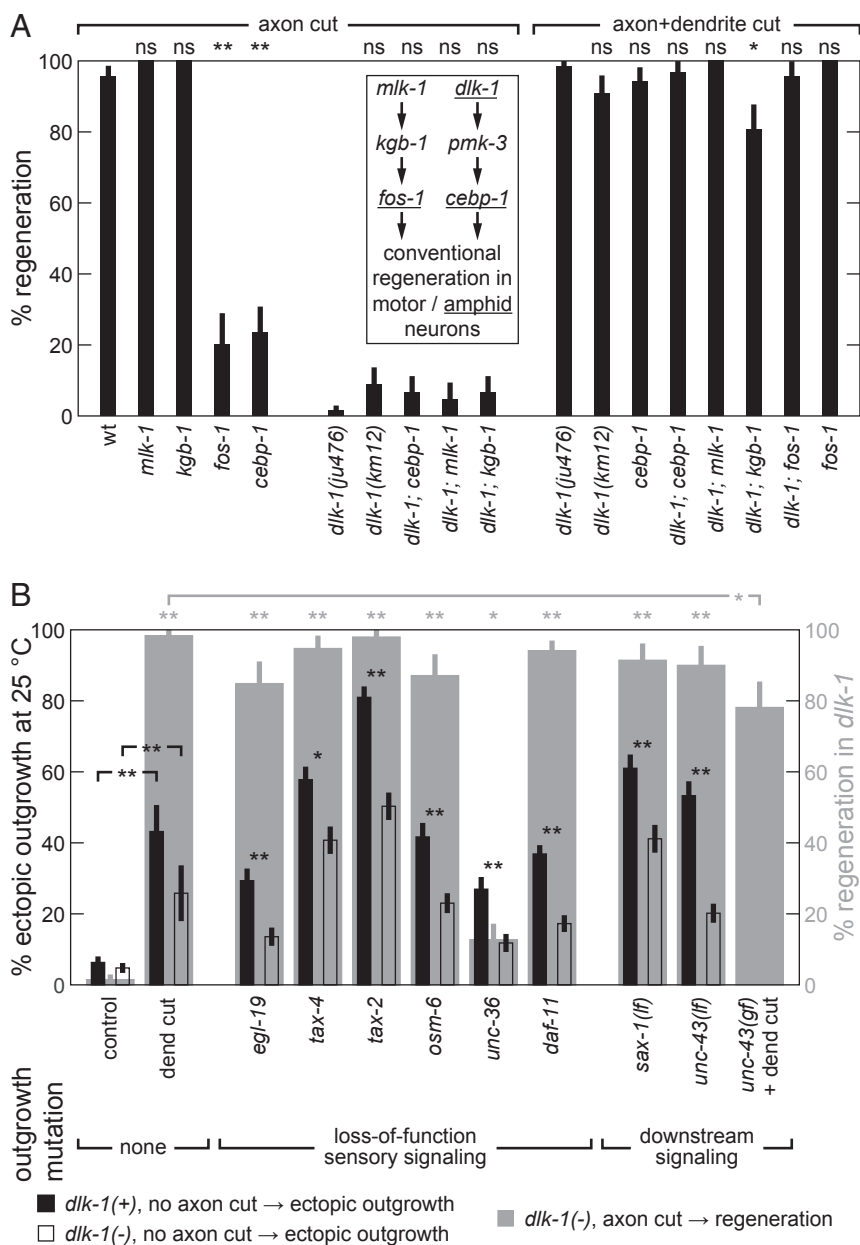 A
axon cut
axon+dendrite cut
ns ns ** ** ns ns ns ns ns ns ns ns * ns ns
% regeneration
100
80
60
40
20
0
mlk-1 dlk-1
kgb-1 pmk-3
fos-1 cebp-1
conventional
regeneration in
motor / amphid
neurons
wt
mlk-1
kgb-1
fos-1
cebp-1
dlk-1(ju476)
dlk-1(km12)
dlk-1; cebp-1
dlk-1; mlk-1
dlk-1; kgb-1
dlk-1(ju476)
dlk-1(km12)
cebp-1
dlk-1; cebp-1
dlk-1; mlk-1
dlk-1; kgb-1
dlk-1; fos-1
fos-1
B
*
** ** ** ** ** * ** ** **
% ectopic outgrowth at 25 °C
100
80
60
40
20
0
** ** ** * ** ** ** ** ** **
100
80
60
40
20
0
% regeneration in dlk-1
control
dend cut
egl-19
tax-4
tax-2
osm-6
unc-36
daf-11
sax-1(lf)
unc-43(lf)
unc-43(gf)
+ dend cut
outgrowth
mutation
none
loss-of-function
sensory signaling
downstream
signaling
dlk-1(+), no axon cut → ectopic outgrowth
dlk-1(-), no axon cut → ectopic outgrowth
dlk-1(-), axon cut → regeneration